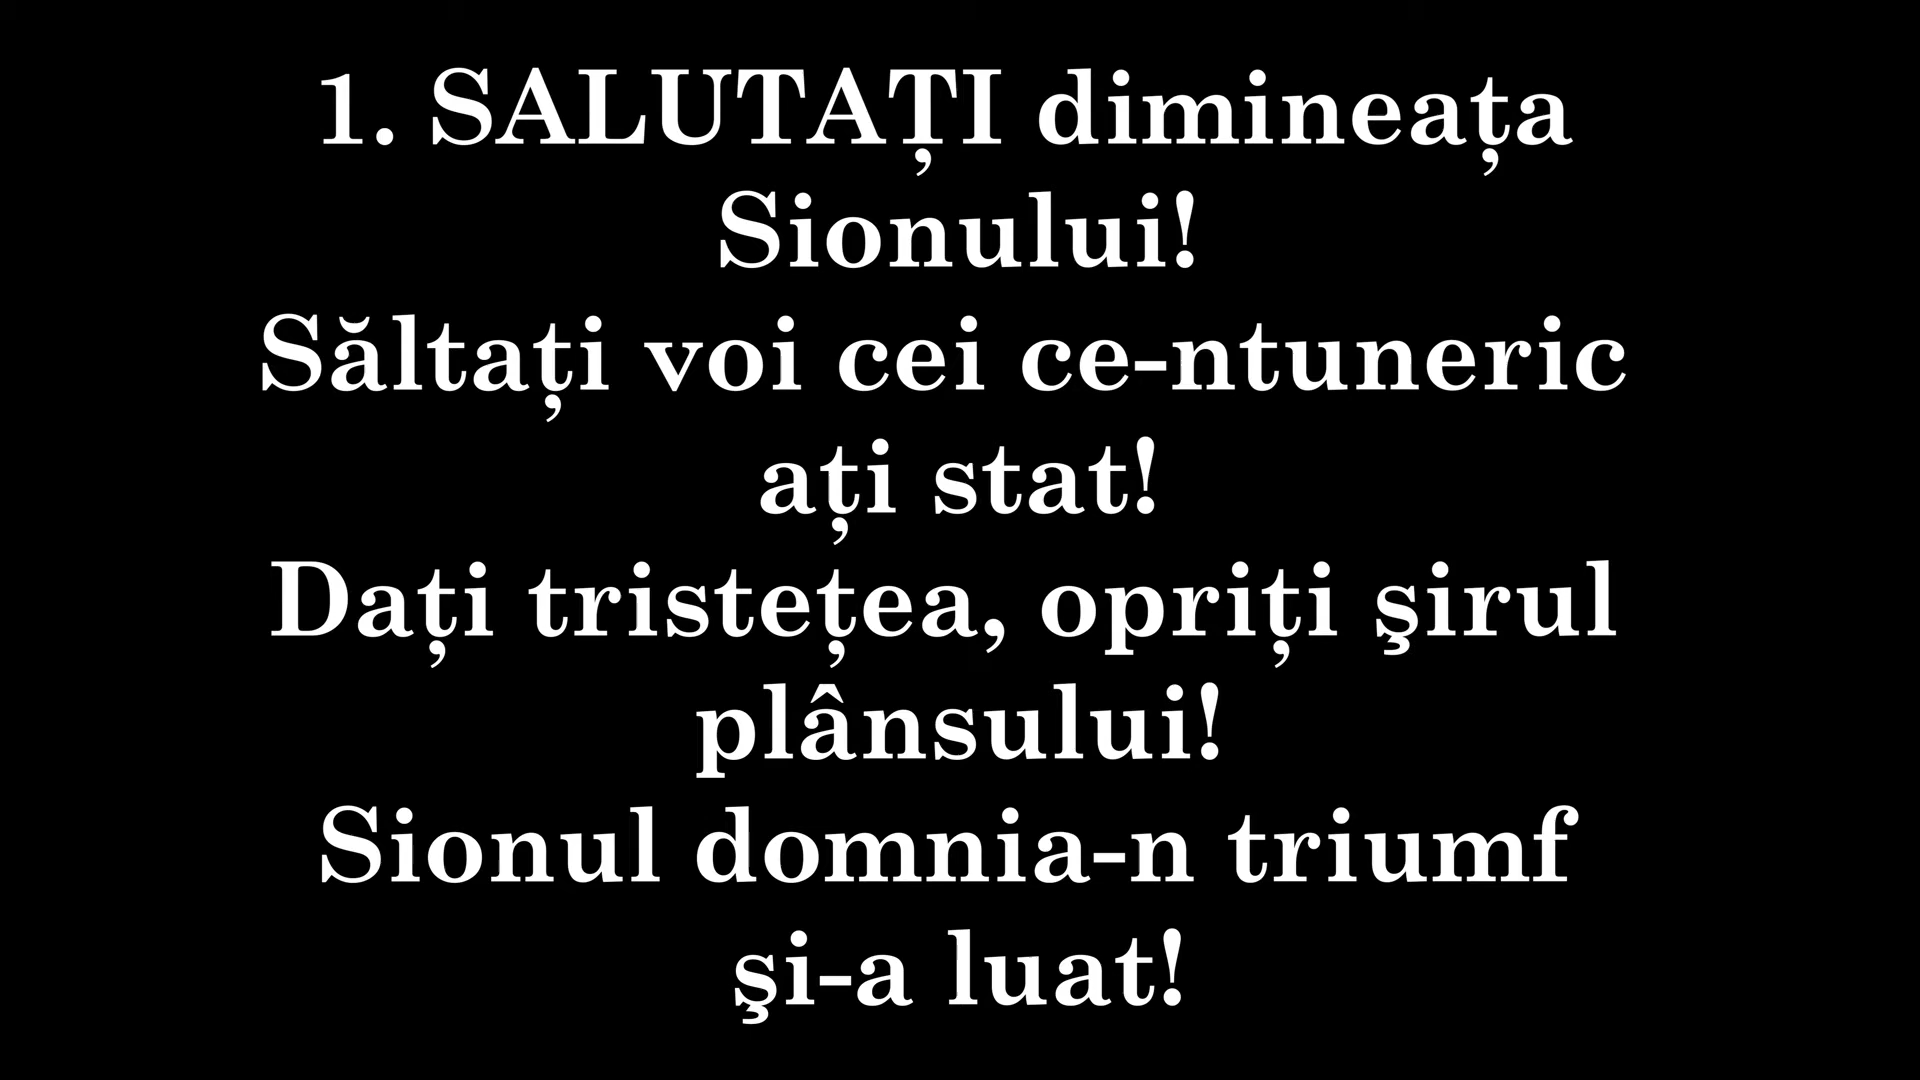 1. SALUTAȚI dimineața
Sionului!
Săltați voi cei ce-ntuneric
ați stat!
Dați tristețea, opriți şirul
plânsului!
Sionul domnia-n triumf
şi-a luat!